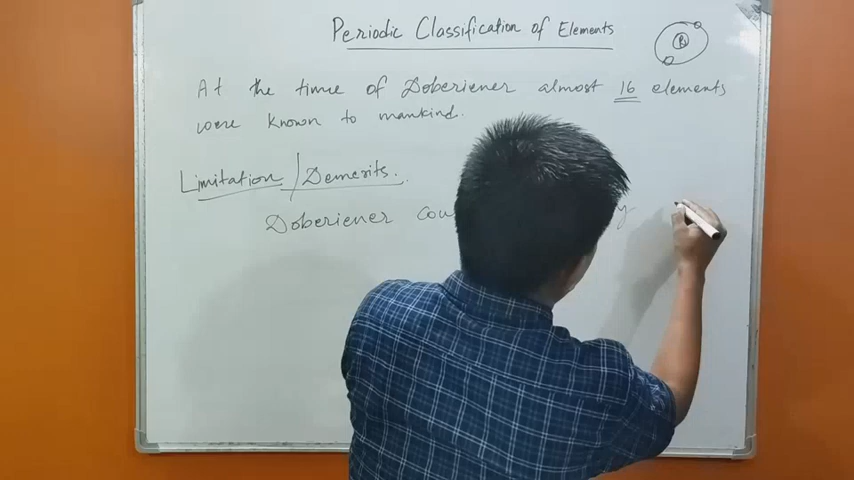 Periodic Classification of Elements
At the time of Doberiener almost 16 elements
were known to mankind.
Limitation / Demerits.
Doberiener